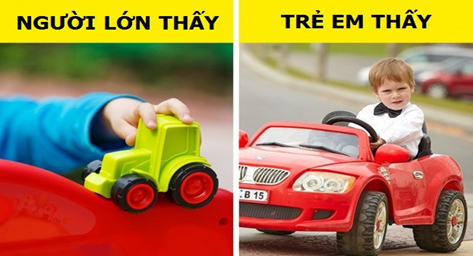 NGƯỜI LỚN THẤY
TRẺ EM THẤY
C B 15